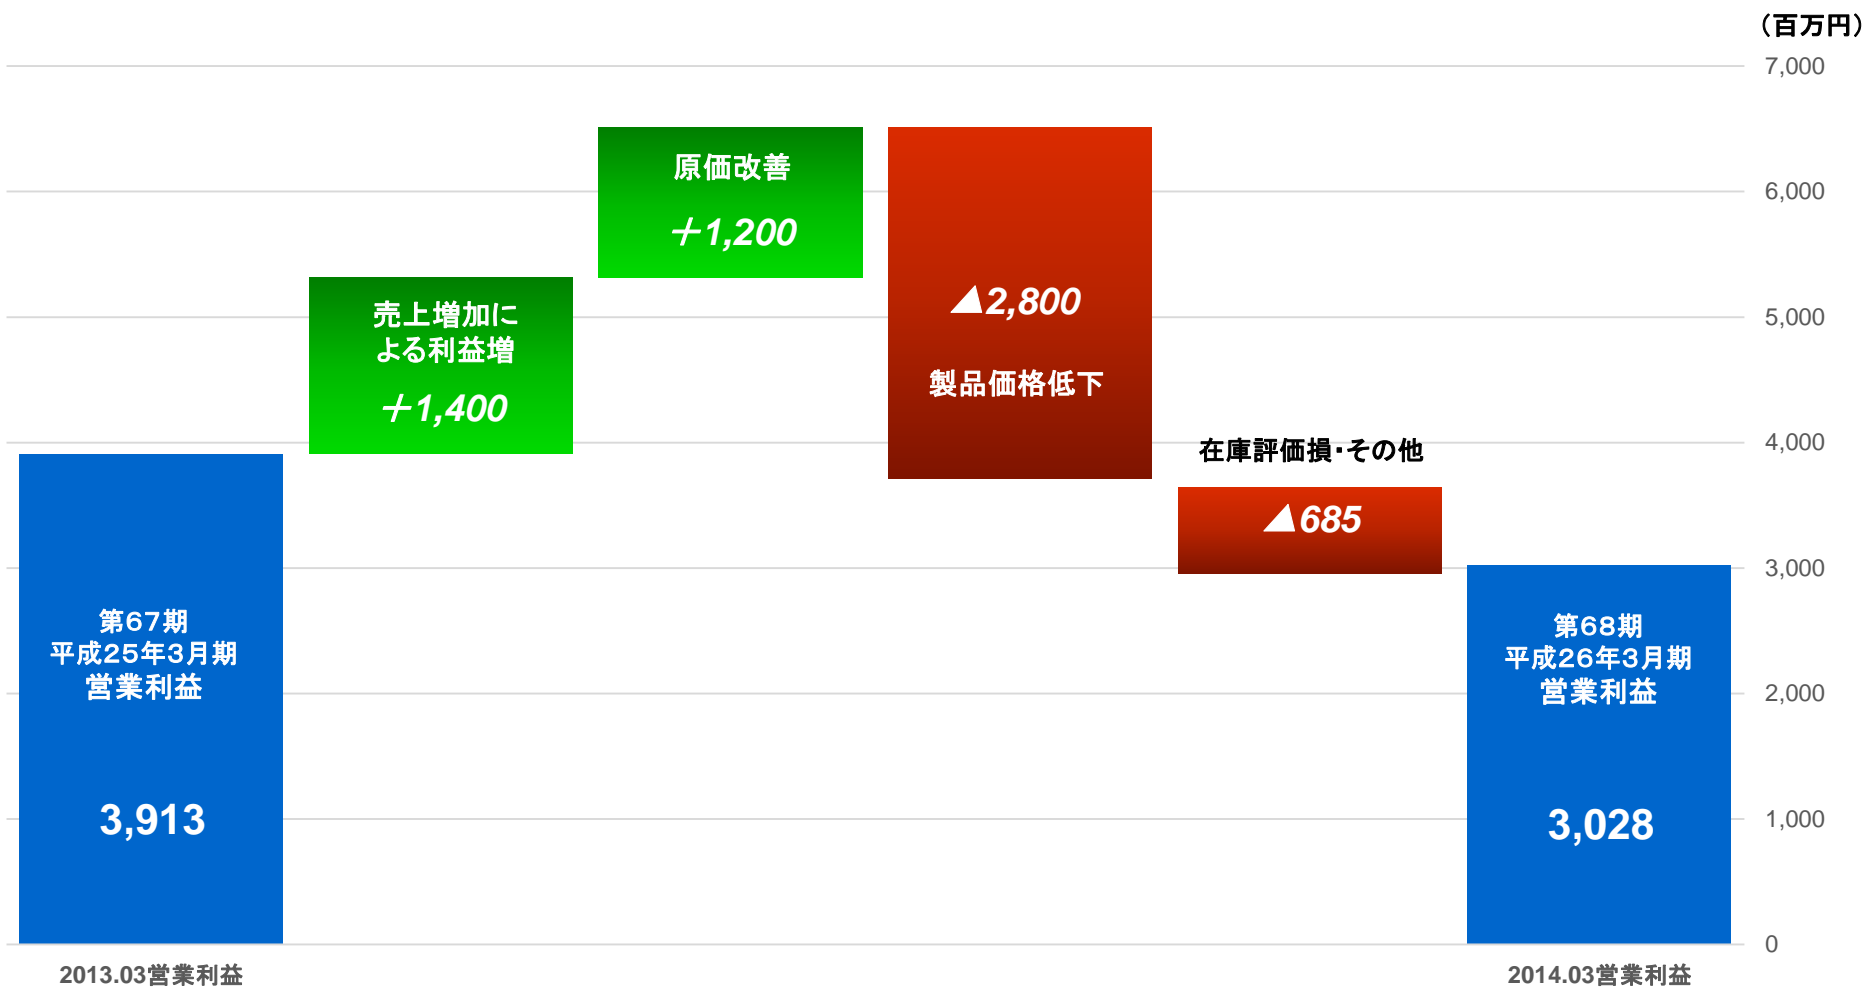 （百万円）
7,000
6,000
5,000
4,000
3,000
2,000
1,000
0
第67期
平成25年3月期
営業利益
3,913
売上増加に
よる利益増
＋1,400
原価改善
＋1,200
▲2,800
製品価格低下
在庫評価損・その他
▲685
第68期
平成26年3月期
営業利益
3,028
2013.03営業利益
2014.03営業利益